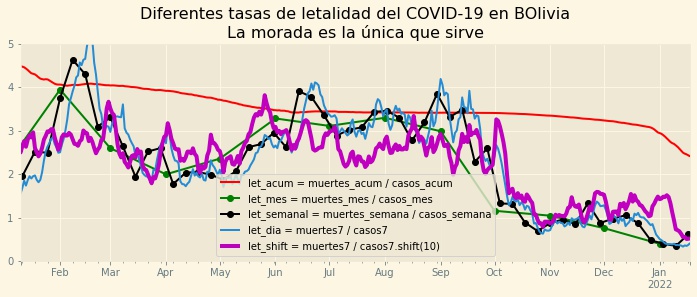 Diferentes tasas de letalidad del COVID-19 en BOlivia
La morada es la única que sirve
5
4
3
2
1
0
let_acum = muertes_acum / casos_acum
let_mes = muertes_mes / casos_mes
let_semanal = muertes_semana / casos_semana
let_dia = muertes7 / casos7
let_shift = muertes7 / casos7.shift(10)
Feb Mar Apr May Jun Jul Aug Sep Oct Nov Dec Jan
2022